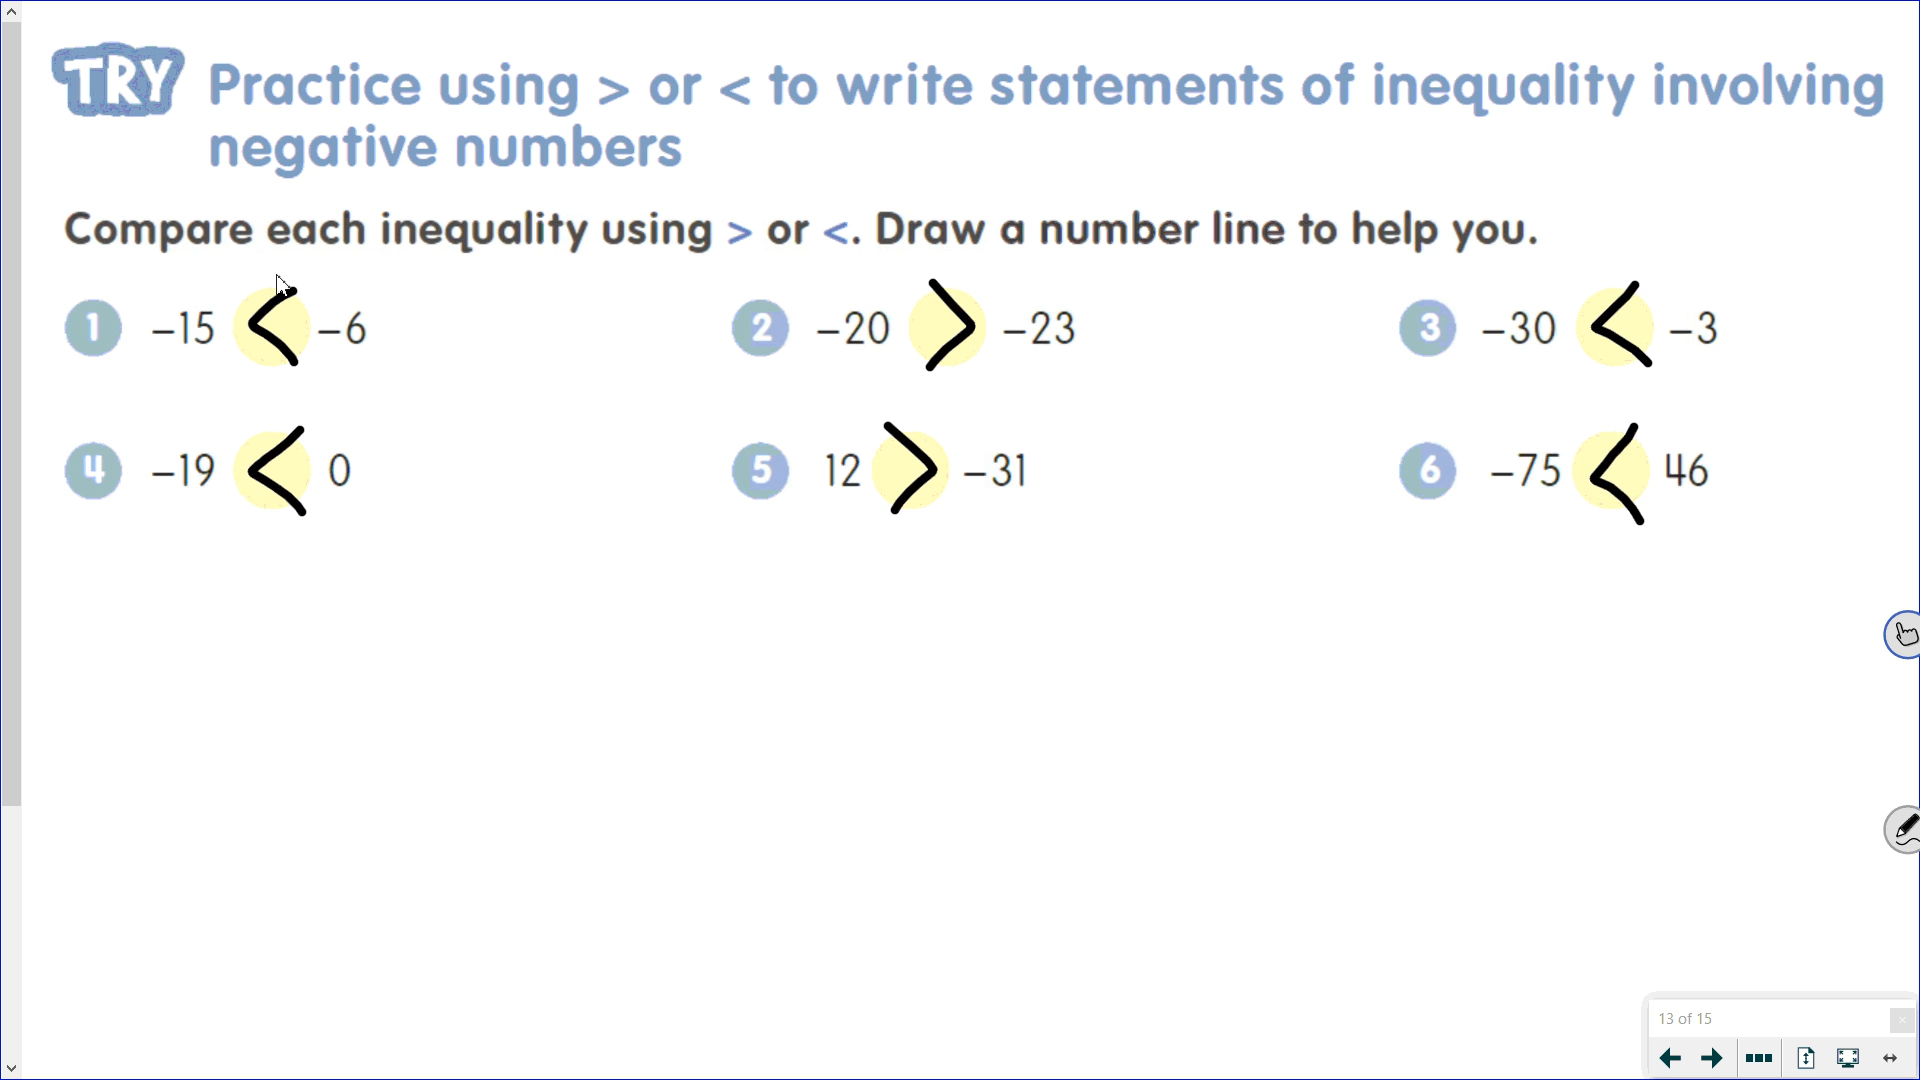 TRY Practice using > or < to write statements of inequality involving
negative numbers
Compare each inequality using > or <. Draw a number line to help you.
1 −15 < −6 2 −20 > −23 3 −30 < −3
4 −19 < 0 5 12 > −31 6 −75 < 46
13 of 15